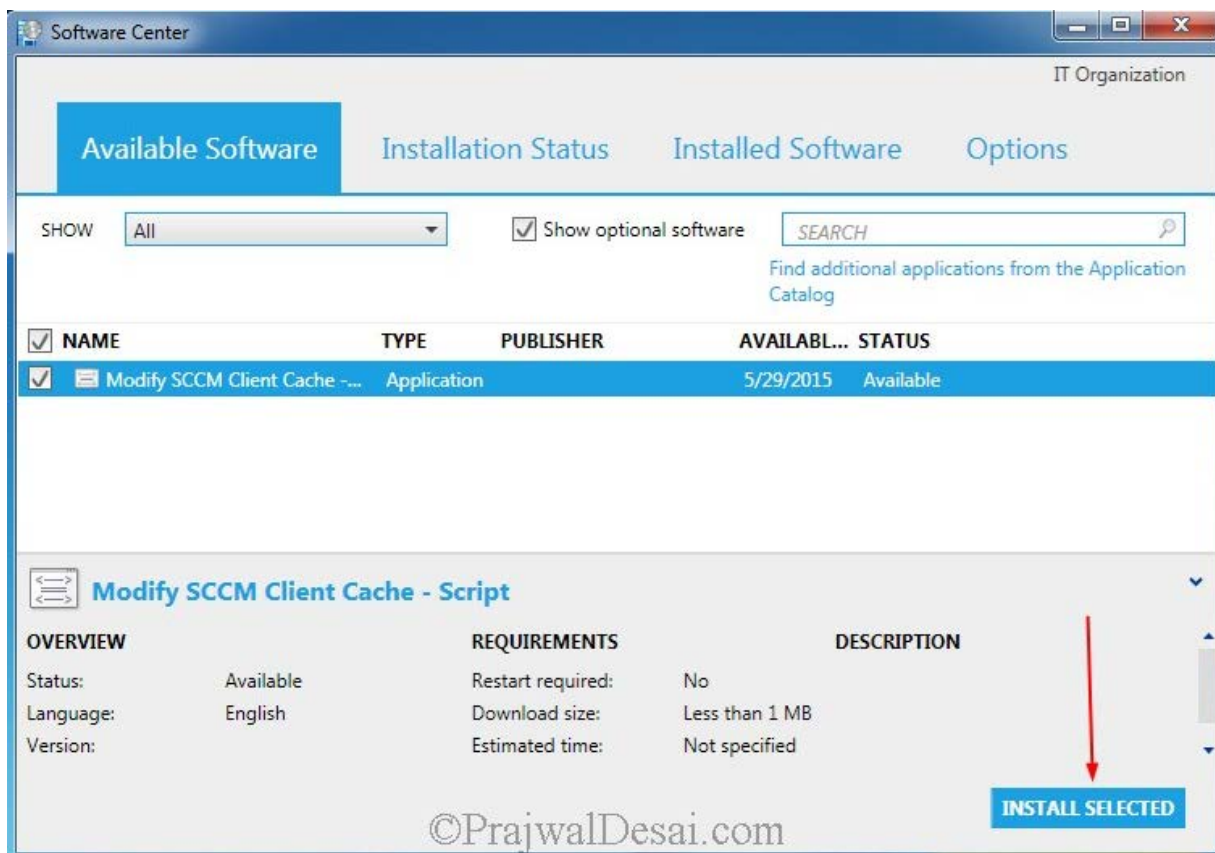 Software Center
IT Organization
Available Software Installation Status Installed Software Options
SHOW All Show optional software SEARCH
Find additional applications from the Application
Catalog
NAME TYPE PUBLISHER AVAILABL... STATUS
Modify SCCM Client Cache -... Application 5/29/2015 Available
Modify SCCM Client Cache - Script
OVERVIEW REQUIREMENTS DESCRIPTION
Status: Available Restart required: No
Language: English Download size: Less than 1 MB
Version: Estimated time: Not specified
INSTALL SELECTED
©PrajwalDesai.com